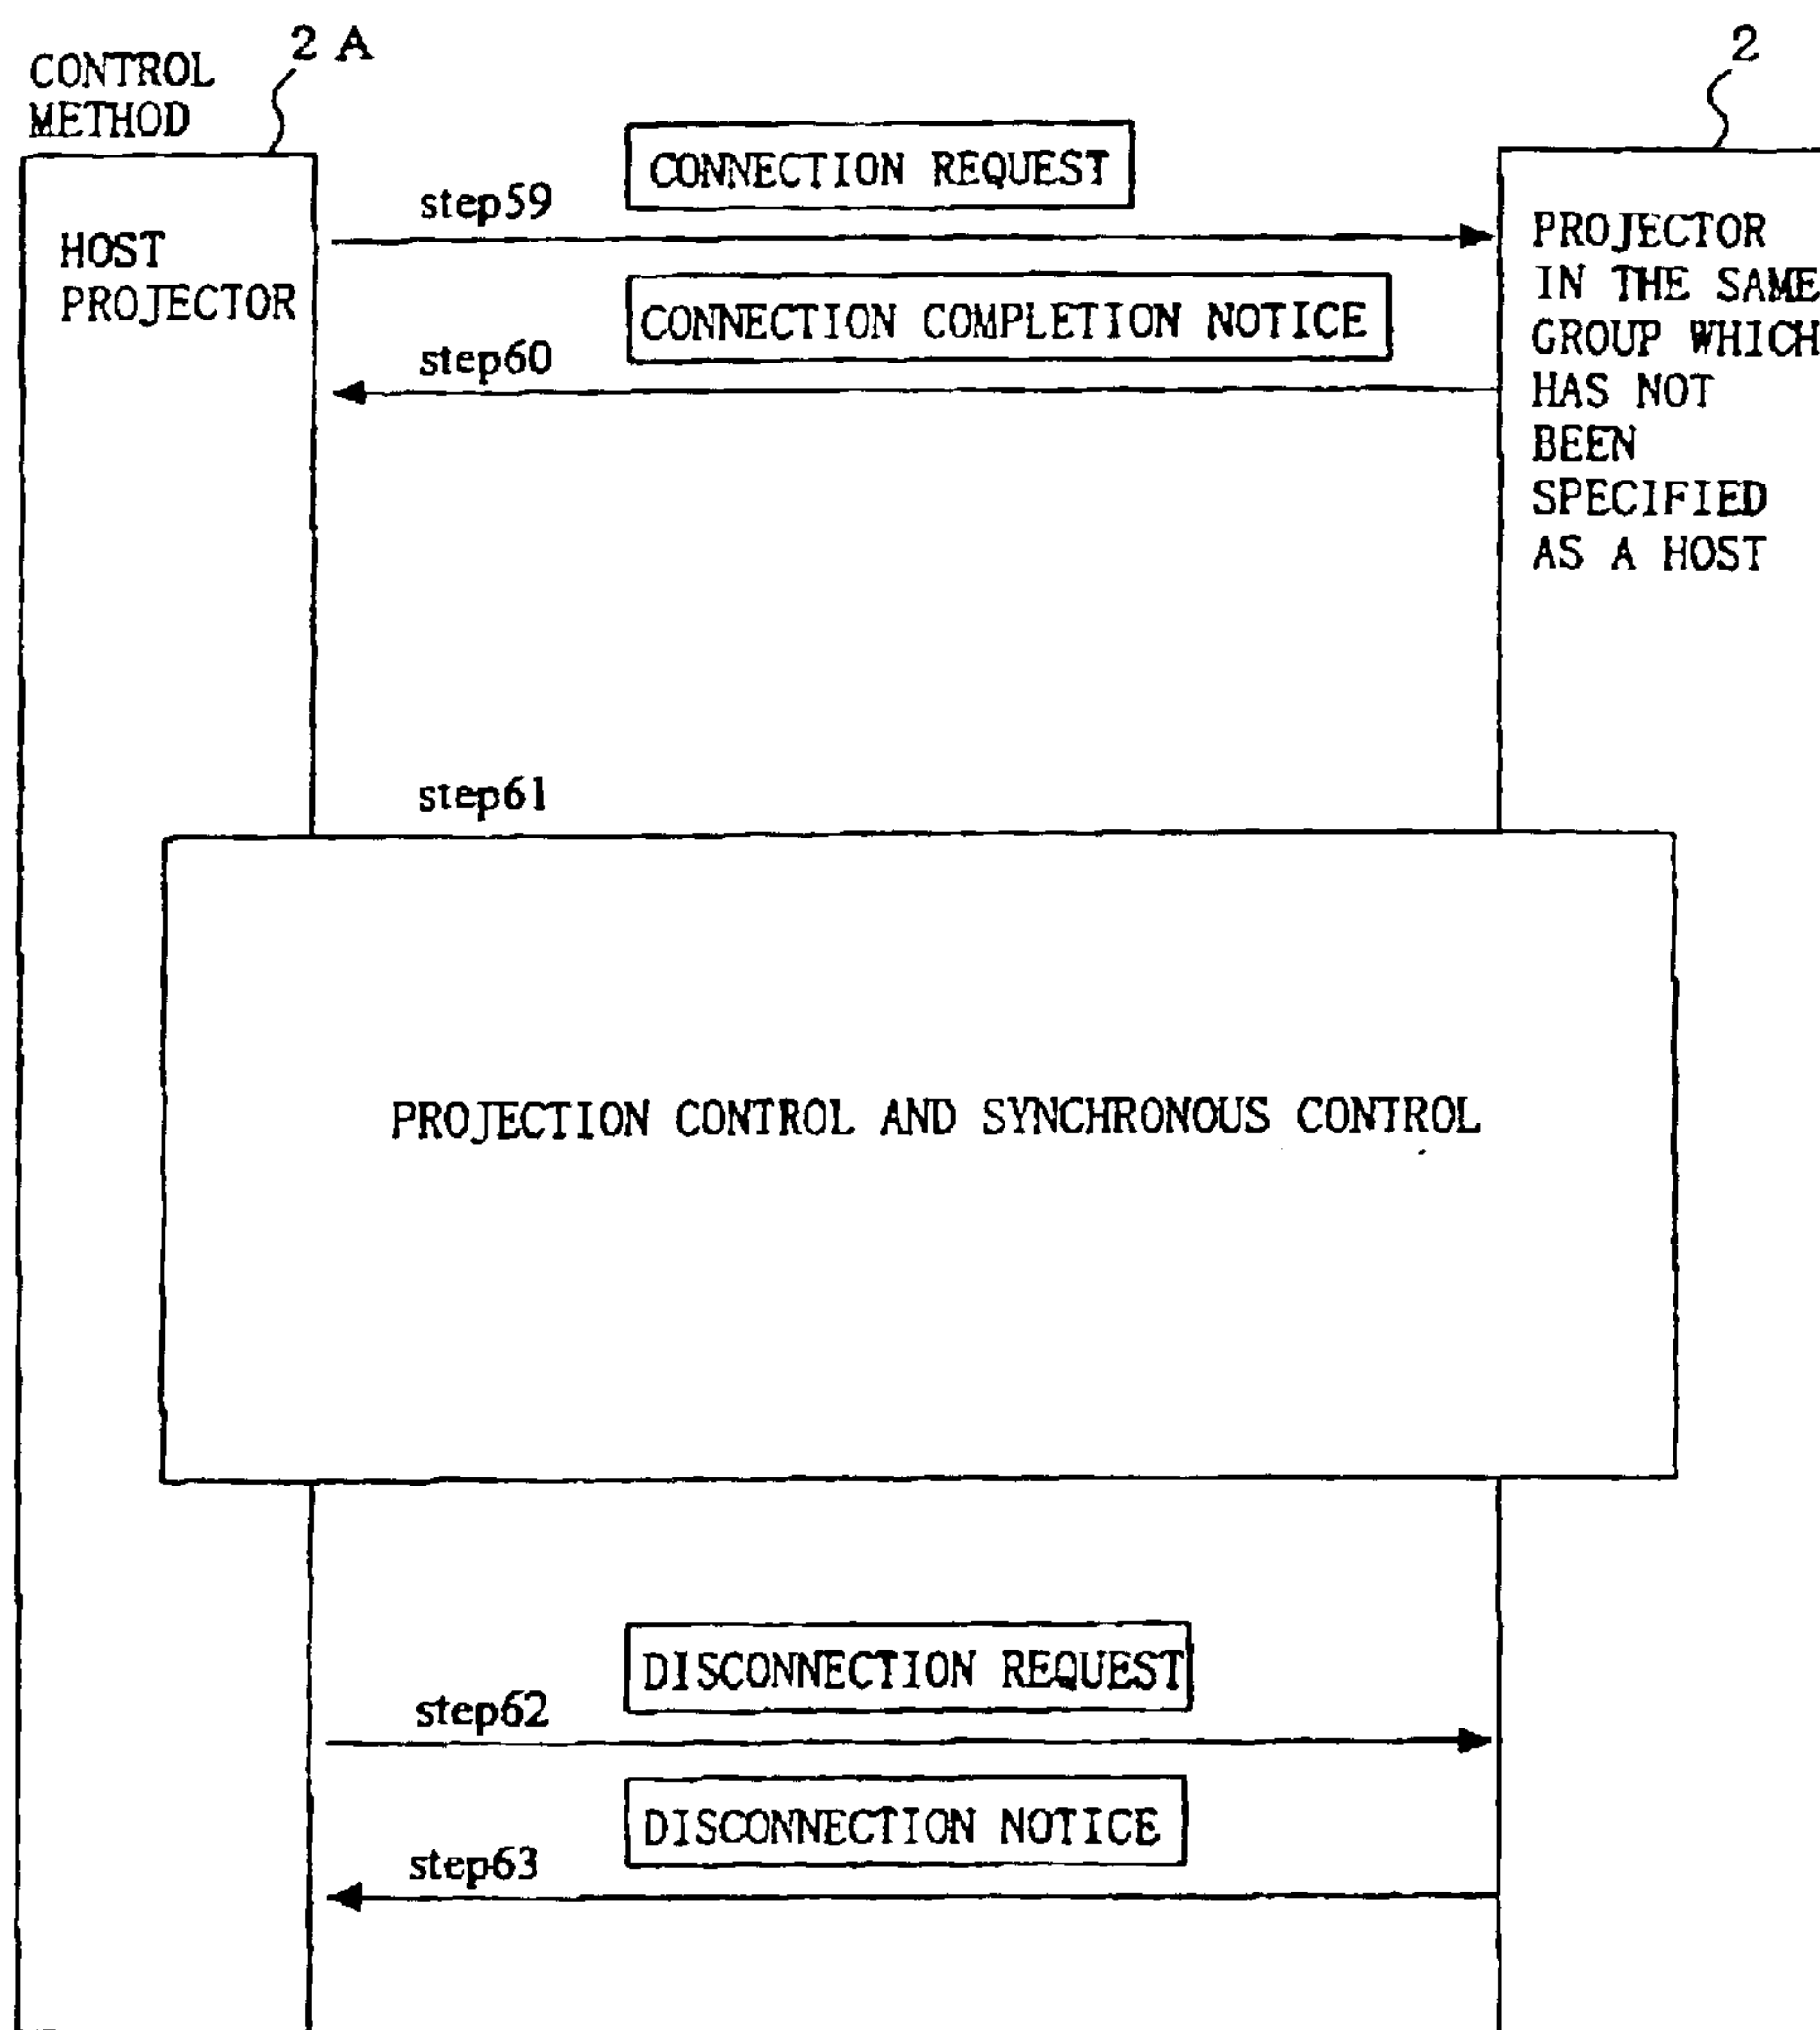 CONTROL
METHOD
2 A
2
HOST
PROJECTOR
step59
CONNECTION REQUEST
PROJECTOR
IN THE SAME
GROUP WHICH
HAS NOT
BEEN
SPECIFIED
AS A HOST
step60
CONNECTION COMPLETION NOTICE
step61
PROJECTION CONTROL AND SYNCHRONOUS CONTROL
step62
DISCONNECTION REQUEST
step63
DISCONNECTION NOTICE